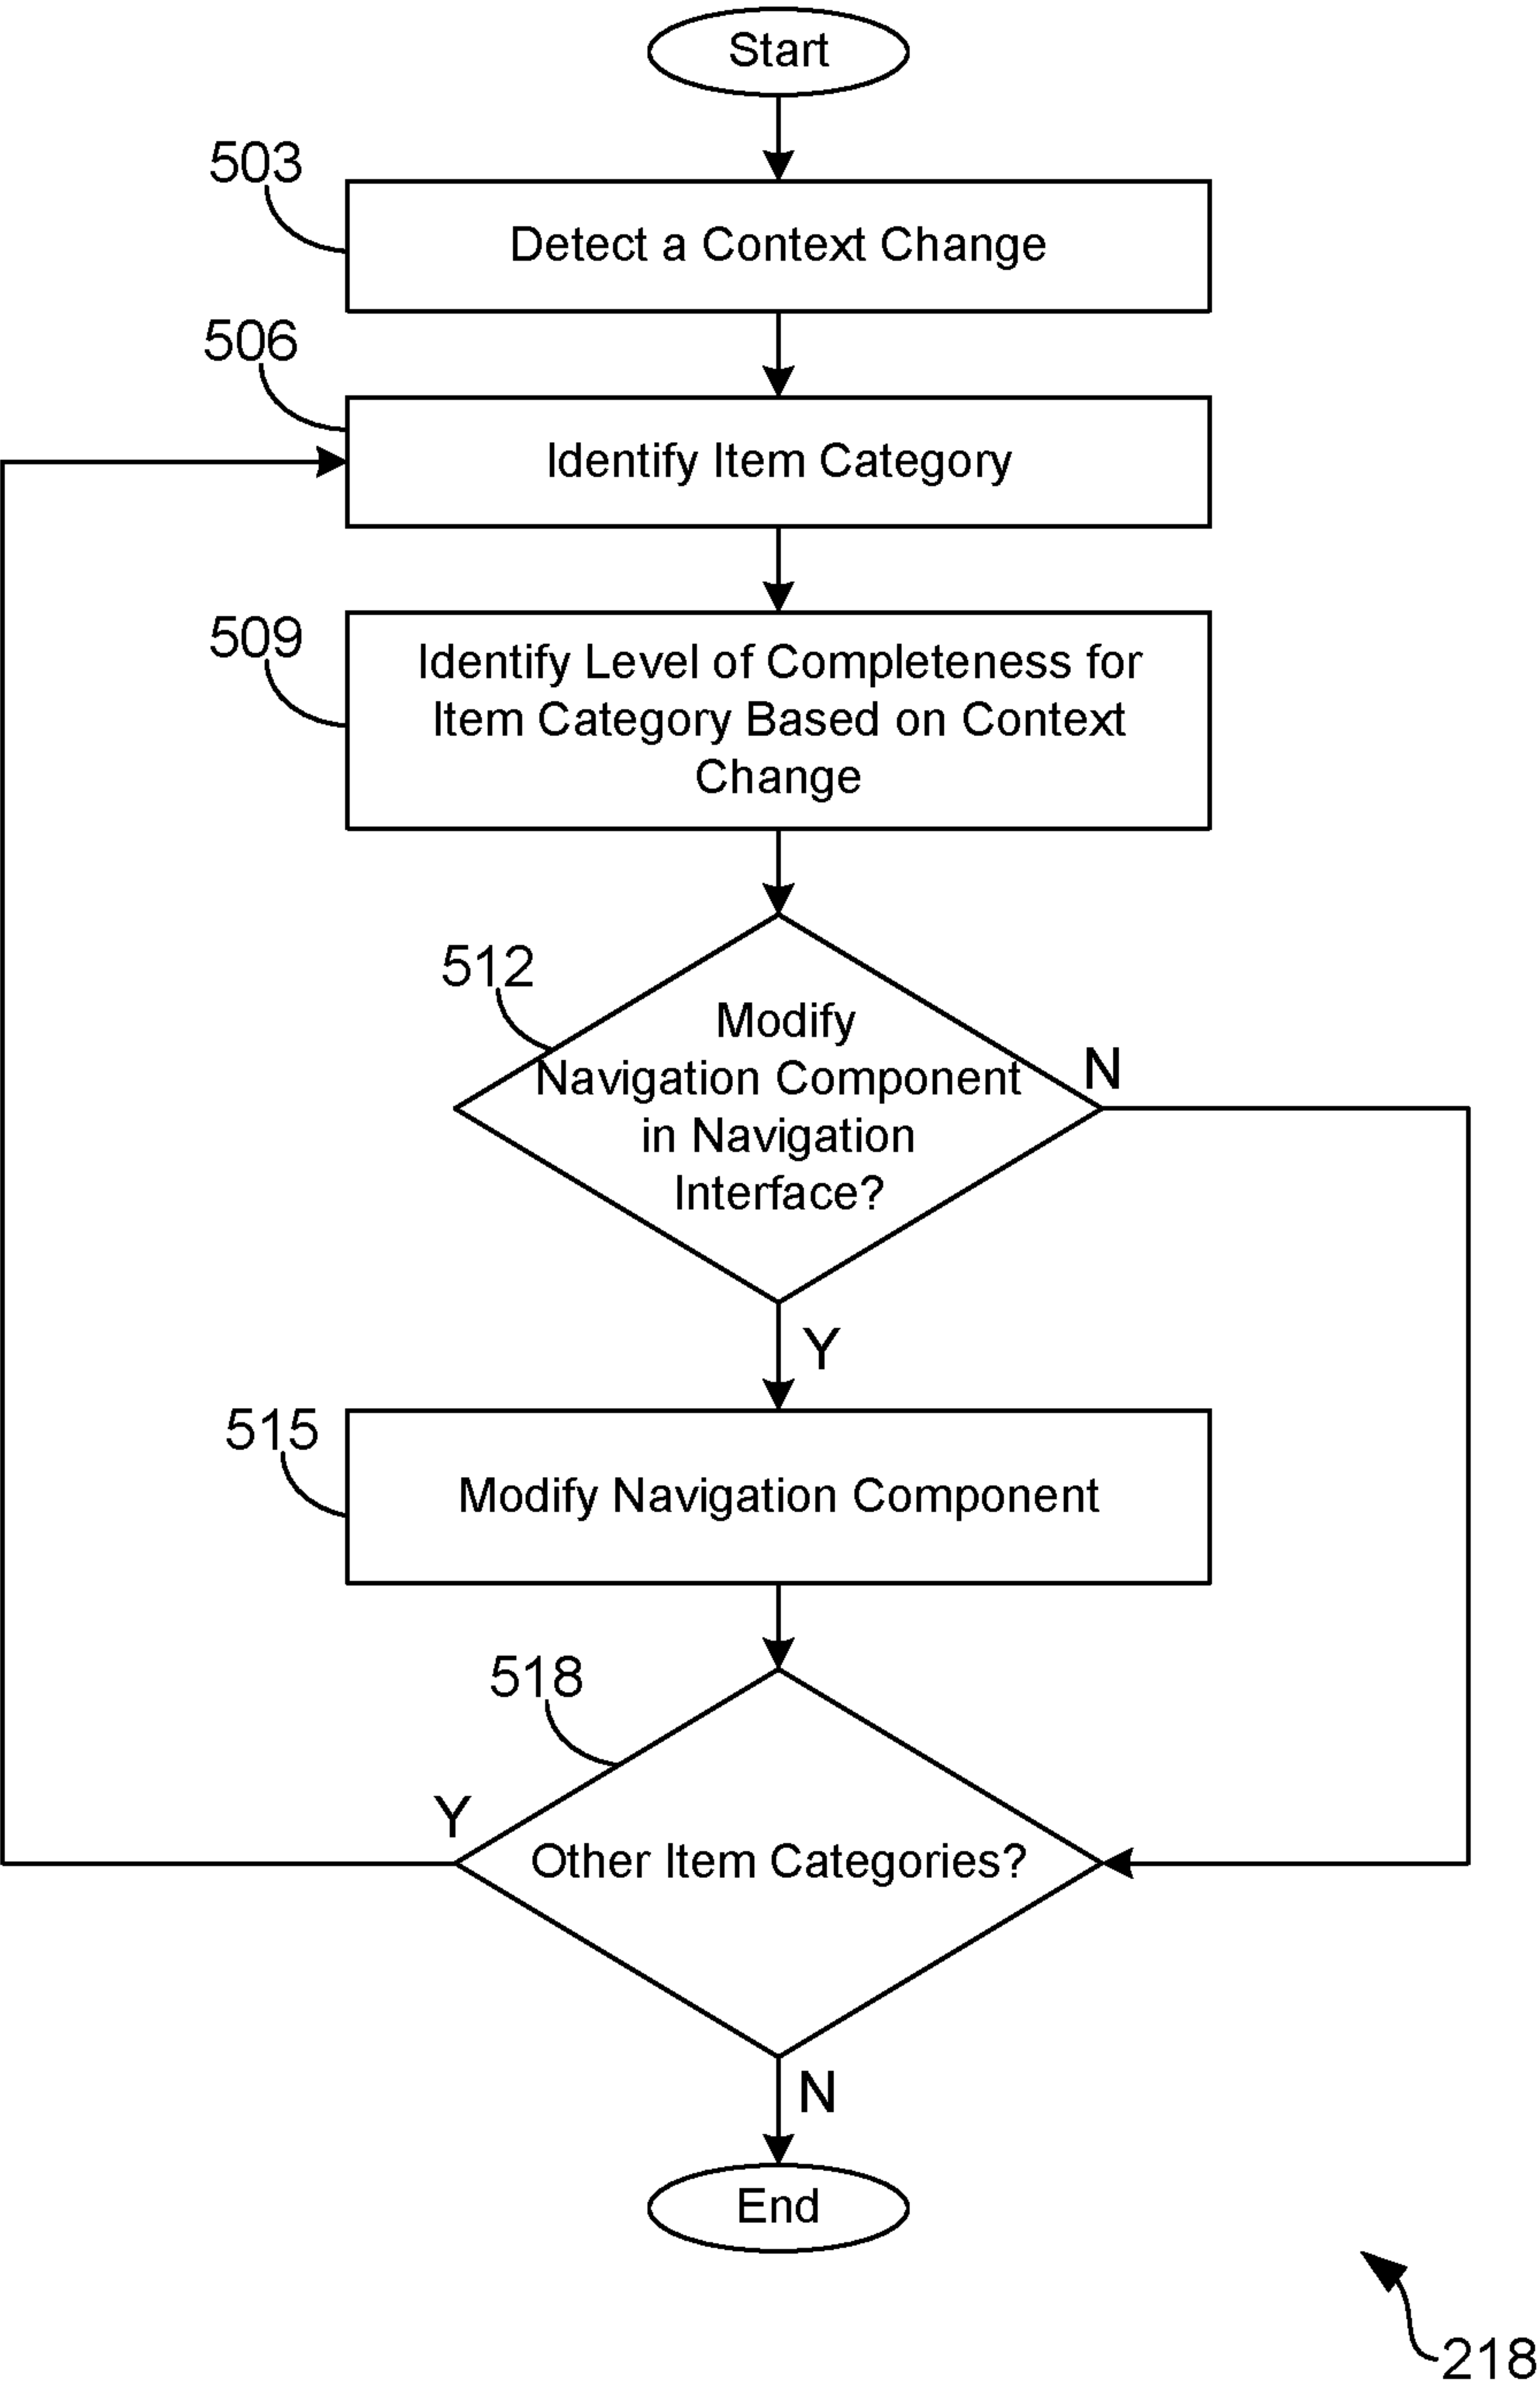 Start
503
Detect a Context Change
506
Identify Item Category
509
Identify Level of Completeness for
Item Category Based on Context
Change
512
Modify
Navigation Component
in Navigation
Interface?
N
Y
515
Modify Navigation Component
518
Y
Other Item Categories?
N
End
218